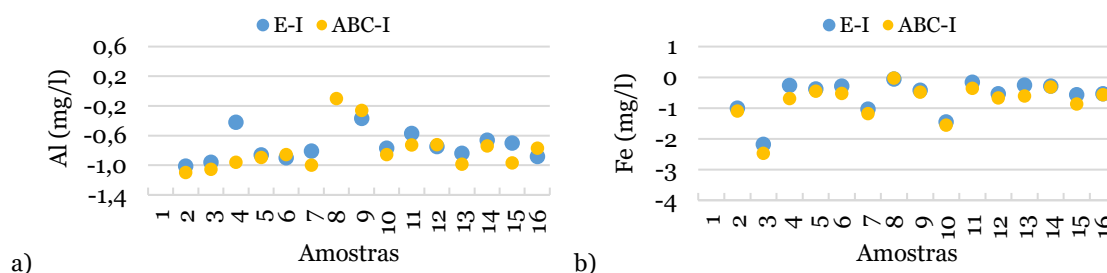 E-I ABC-I
0,6
0,2
-0,2
-0,6
-1,0
-1,4
Al (mg/l)
1 2 3 4 5 6 7 8 9 10 11 12 13 14 15 16
Amostras
a)
E-I ABC-I
1
0
-1
-2
-3
-4
Fe (mg/l)
1 2 3 4 5 6 7 8 9 10 11 12 13 14 15 16
Amostras
b)